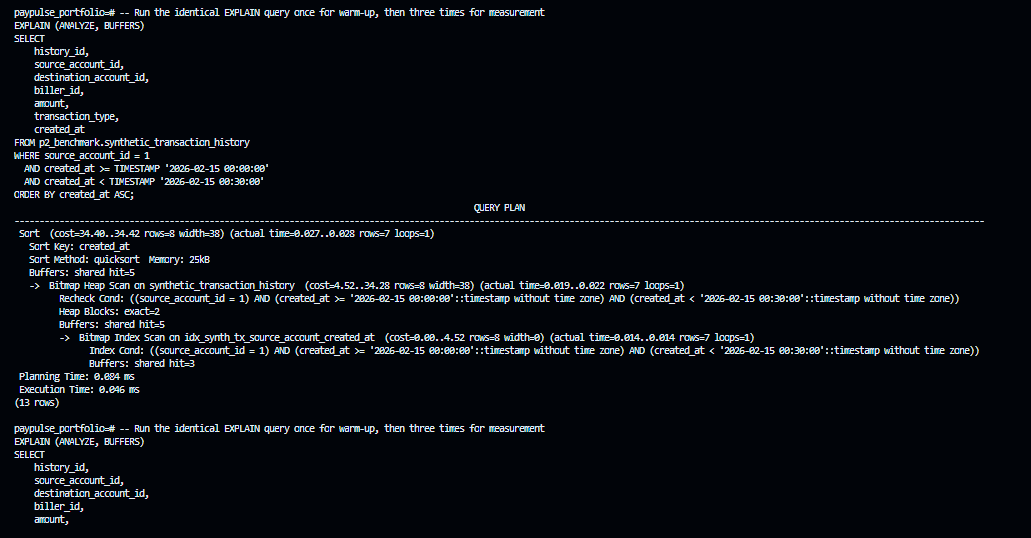 paypulse_portfolio=# -- Run the identical EXPLAIN query once for warm-up, then three times for measurement
EXPLAIN (ANALYZE, BUFFERS)
SELECT
    history_id,
    source_account_id,
    destination_account_id,
    biller_id,
    amount,
    transaction_type,
    created_at
FROM p2_benchmark.synthetic_transaction_history
WHERE source_account_id = 1
  AND created_at >= TIMESTAMP '2026-02-15 00:00:00'
  AND created_at < TIMESTAMP '2026-02-15 00:30:00'
ORDER BY created_at ASC;
QUERY PLAN
--------------------------------------------------------------------------------------------------------------------------------------------------------------------------------------------------
 Sort  (cost=34.40..34.42 rows=8 width=38) (actual time=0.027..0.028 rows=7 loops=1)
   Sort Key: created_at
   Sort Method: quicksort  Memory: 25kB
   Buffers: shared hit=5
   ->  Bitmap Heap Scan on synthetic_transaction_history  (cost=4.52..34.28 rows=8 width=38) (actual time=0.019..0.022 rows=7 loops=1)
         Recheck Cond: ((source_account_id = 1) AND (created_at >= '2026-02-15 00:00:00'::timestamp without time zone) AND (created_at < '2026-02-15 00:30:00'::timestamp without time zone))
         Heap Blocks: exact=2
         Buffers: shared hit=5
         ->  Bitmap Index Scan on idx_synth_tx_source_account_created_at  (cost=0.00..4.52 rows=8 width=0) (actual time=0.014..0.014 rows=7 loops=1)
               Index Cond: ((source_account_id = 1) AND (created_at >= '2026-02-15 00:00:00'::timestamp without time zone) AND (created_at < '2026-02-15 00:30:00'::timestamp without time zone))
               Buffers: shared hit=3
 Planning Time: 0.084 ms
 Execution Time: 0.046 ms
(13 rows)

paypulse_portfolio=# -- Run the identical EXPLAIN query once for warm-up, then three times for measurement
EXPLAIN (ANALYZE, BUFFERS)
SELECT
    history_id,
    source_account_id,
    destination_account_id,
    biller_id,
    amount,